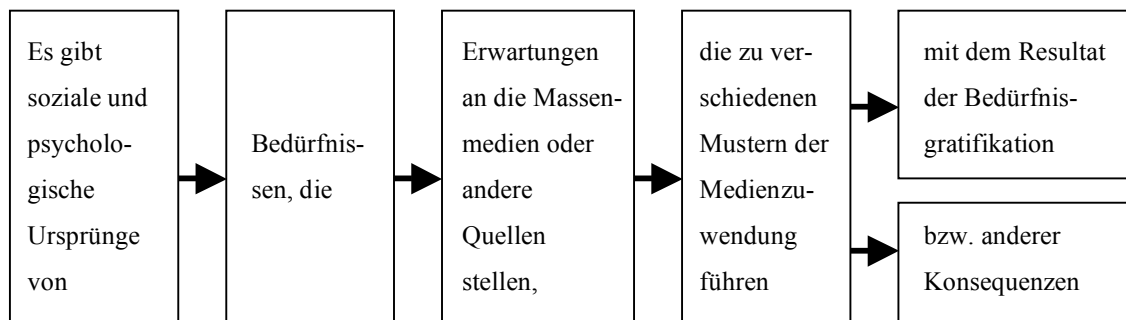 Es gibt
soziale und
psycholo-
gische
Ursprünge
von
Bedürfnis-
sen, die
Erwartungen
an die Massen-
medien oder
andere
Quellen
stellen,
die zu ver-
schiedenen
Mustern der
Medienzu-
wendung
führen
mit dem Resultat
der Bedürfnis-
gratifikation
bzw. anderer
Konsequenzen